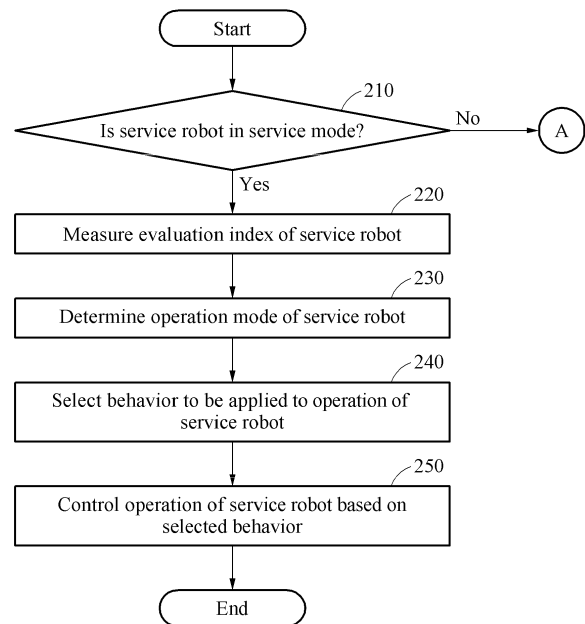 Start
210
Is service robot in service mode?
No
A
Yes
220
Measure evaluation index of service robot
230
Determine operation mode of service robot
240
Select behavior to be applied to operation of
service robot
250
Control operation of service robot based on
selected behavior
End